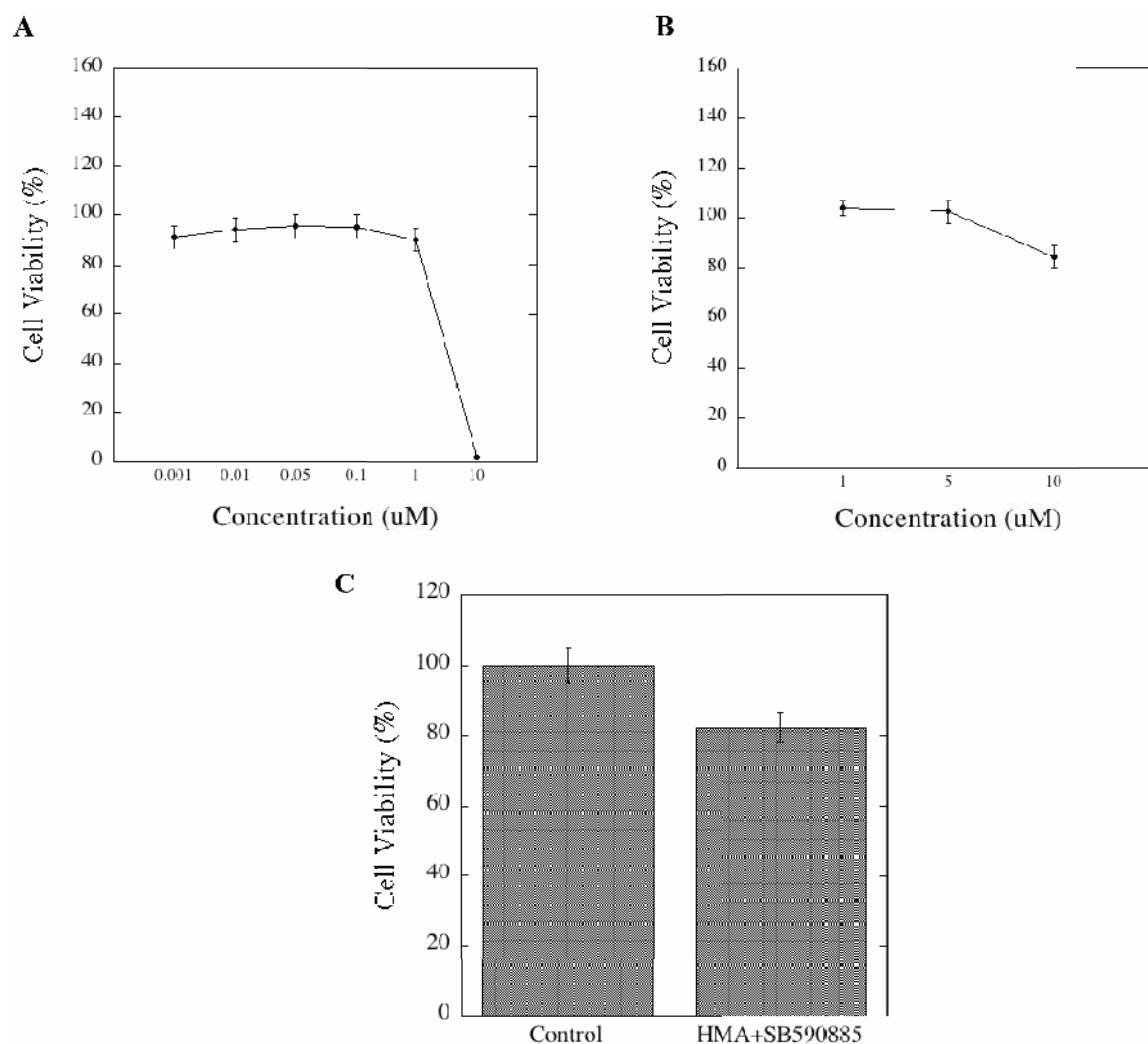 A
160
140
120
100
80
60
40
20
0
Cell Viability (%)
0.001 0.01 0.05 0.1 1 10
Concentration (uM)
B
160
140
120
100
80
60
40
20
0
Cell Viability (%)
1 5 10
Concentration (uM)
C
120
100
80
60
40
20
0
Cell Viability (%)
Control HMA+SB590885